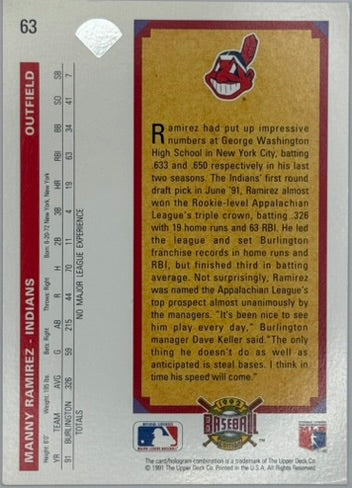 63
MANNY RAMIREZ - INDIANS OUTFIELD
Height: 6'0" Weight: 195 lbs. Bats: Right Throws: Right Born: 5-20-72 New York, New York
YR TEAM AVG G AB R H 2B 3B HR RBI BB SO SB
91 BURLINGTON .326 59 215 44 70 11 4 19 63 34 41 7
TOTALS NO MAJOR LEAGUE EXPERIENCE
Ramirez had put up impressive
numbers at George Washington
High School in New York City, batting
.633 and .650 respectively in his last
two seasons. The Indians' first round
draft pick in June '91, Ramirez almost
won the Rookie-level Appalachian
League's triple crown, batting .326
with 19 home runs and 63 RBI. He led
the league and set Burlington
franchise records in home runs and
RBI, but finished third in batting
average. Not surprisingly, Ramirez
was named the Appalachian League's
top prospect almost unanimously by
the managers. "It's been nice to see
him play every day," Burlington
manager Dave Keller said."The only
thing he doesn't do as well as
anticipated is steal bases. I think in
time his speed will come."
1992
BASEBALL
The card/hologram combination is a trademark of The Upper Deck Co.
© 1991 The Upper Deck Co. Printed in the U.S.A. All Rights Reserved.